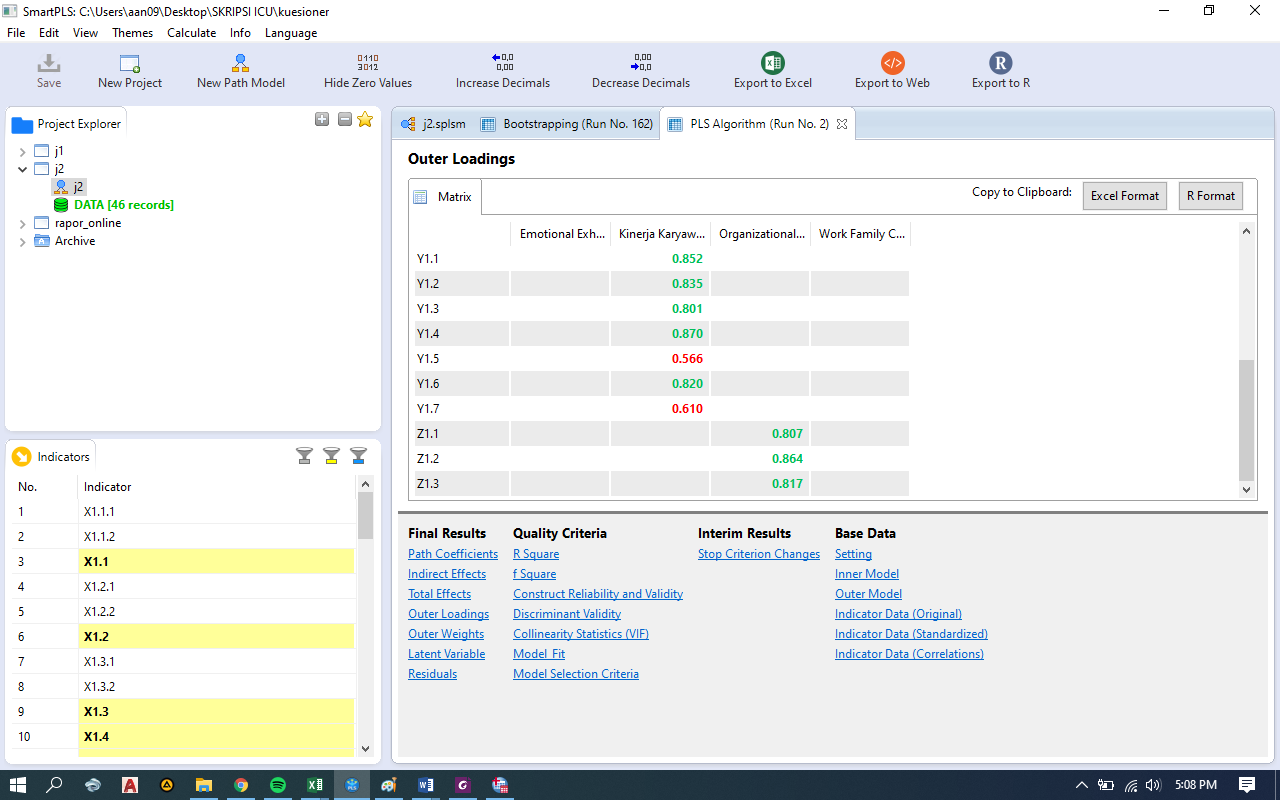 SmartPLS: C:\Users\aan09\Desktop\SKRIPSI ICU\kuesioner
File Edit View Themes Calculate Info Language
Save New Project New Path Model Hide Zero Values Increase Decimals Decrease Decimals Export to Excel Export to Web Export to R
Project Explorer
j1
j2
j2
DATA [46 records]
rapor_online
Archive
Indicators
No. Indicator
1 X1.1.1
2 X1.1.2
3 X1.1
4 X1.2.1
5 X1.2.2
6 X1.2
7 X1.3.1
8 X1.3.2
9 X1.3
10 X1.4
j2.splsm Bootstrapping (Run No. 162) PLS Algorithm (Run No. 2)
Outer Loadings
Matrix Copy to Clipboard: Excel Format R Format
Emotional Exh... Kinerja Karyaw... Organizational... Work Family C...
Y1.1 0.852
Y1.2 0.835
Y1.3 0.801
Y1.4 0.870
Y1.5 0.566
Y1.6 0.820
Y1.7 0.610
Z1.1 0.807
Z1.2 0.864
Z1.3 0.817
Final Results Quality Criteria Interim Results Base Data
Path Coefficients R Square Stop Criterion Changes Setting
Indirect Effects f Square Inner Model
Total Effects Construct Reliability and Validity Outer Model
Outer Loadings Discriminant Validity Indicator Data (Original)
Outer Weights Collinearity Statistics (VIF) Indicator Data (Standardized)
Latent Variable Model_Fit Indicator Data (Correlations)
Residuals Model Selection Criteria
5:08 PM